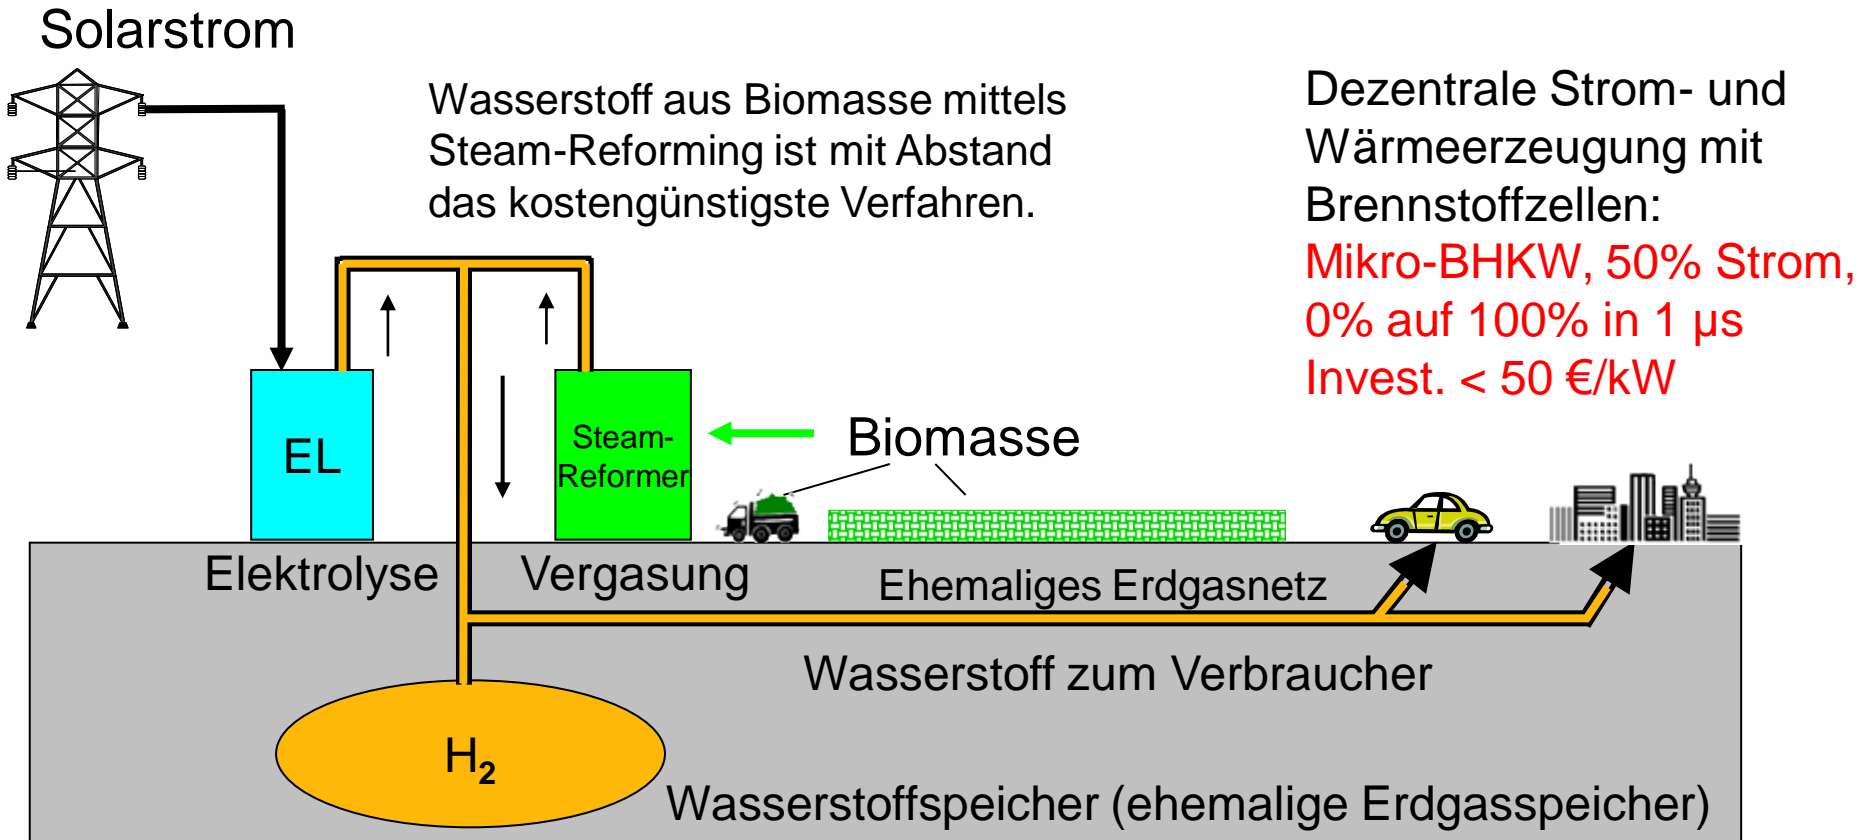 Solarstrom
Wasserstoff aus Biomasse mittels
Steam-Reforming ist mit Abstand
das kostengünstigste Verfahren.
Dezentrale Strom- und
Wärmeerzeugung mit
Brennstoffzellen:
Mikro-BHKW, 50% Strom,
0% auf 100% in 1 µs
Invest. < 50 €/kW
EL
Steam-
Reformer
Biomasse
Elektrolyse
Vergasung
Ehemaliges Erdgasnetz
Wasserstoff zum Verbraucher
H₂
Wasserstoffspeicher (ehemalige Erdgasspeicher)